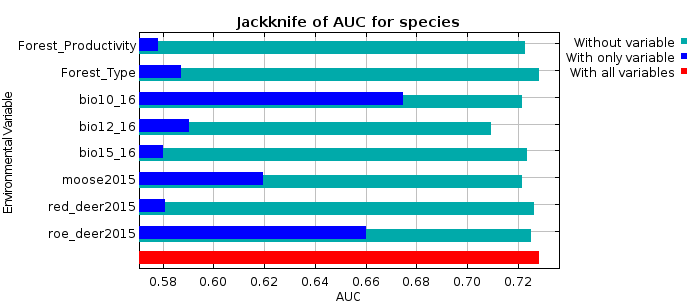 Jackknife of AUC for species
Without variable
With only variable
With all variables
Environmental Variable
Forest_Productivity
Forest_Type
bio10_16
bio12_16
bio15_16
moose2015
red_deer2015
roe_deer2015
0.58 0.60 0.62 0.64 0.66 0.68 0.70 0.72
AUC